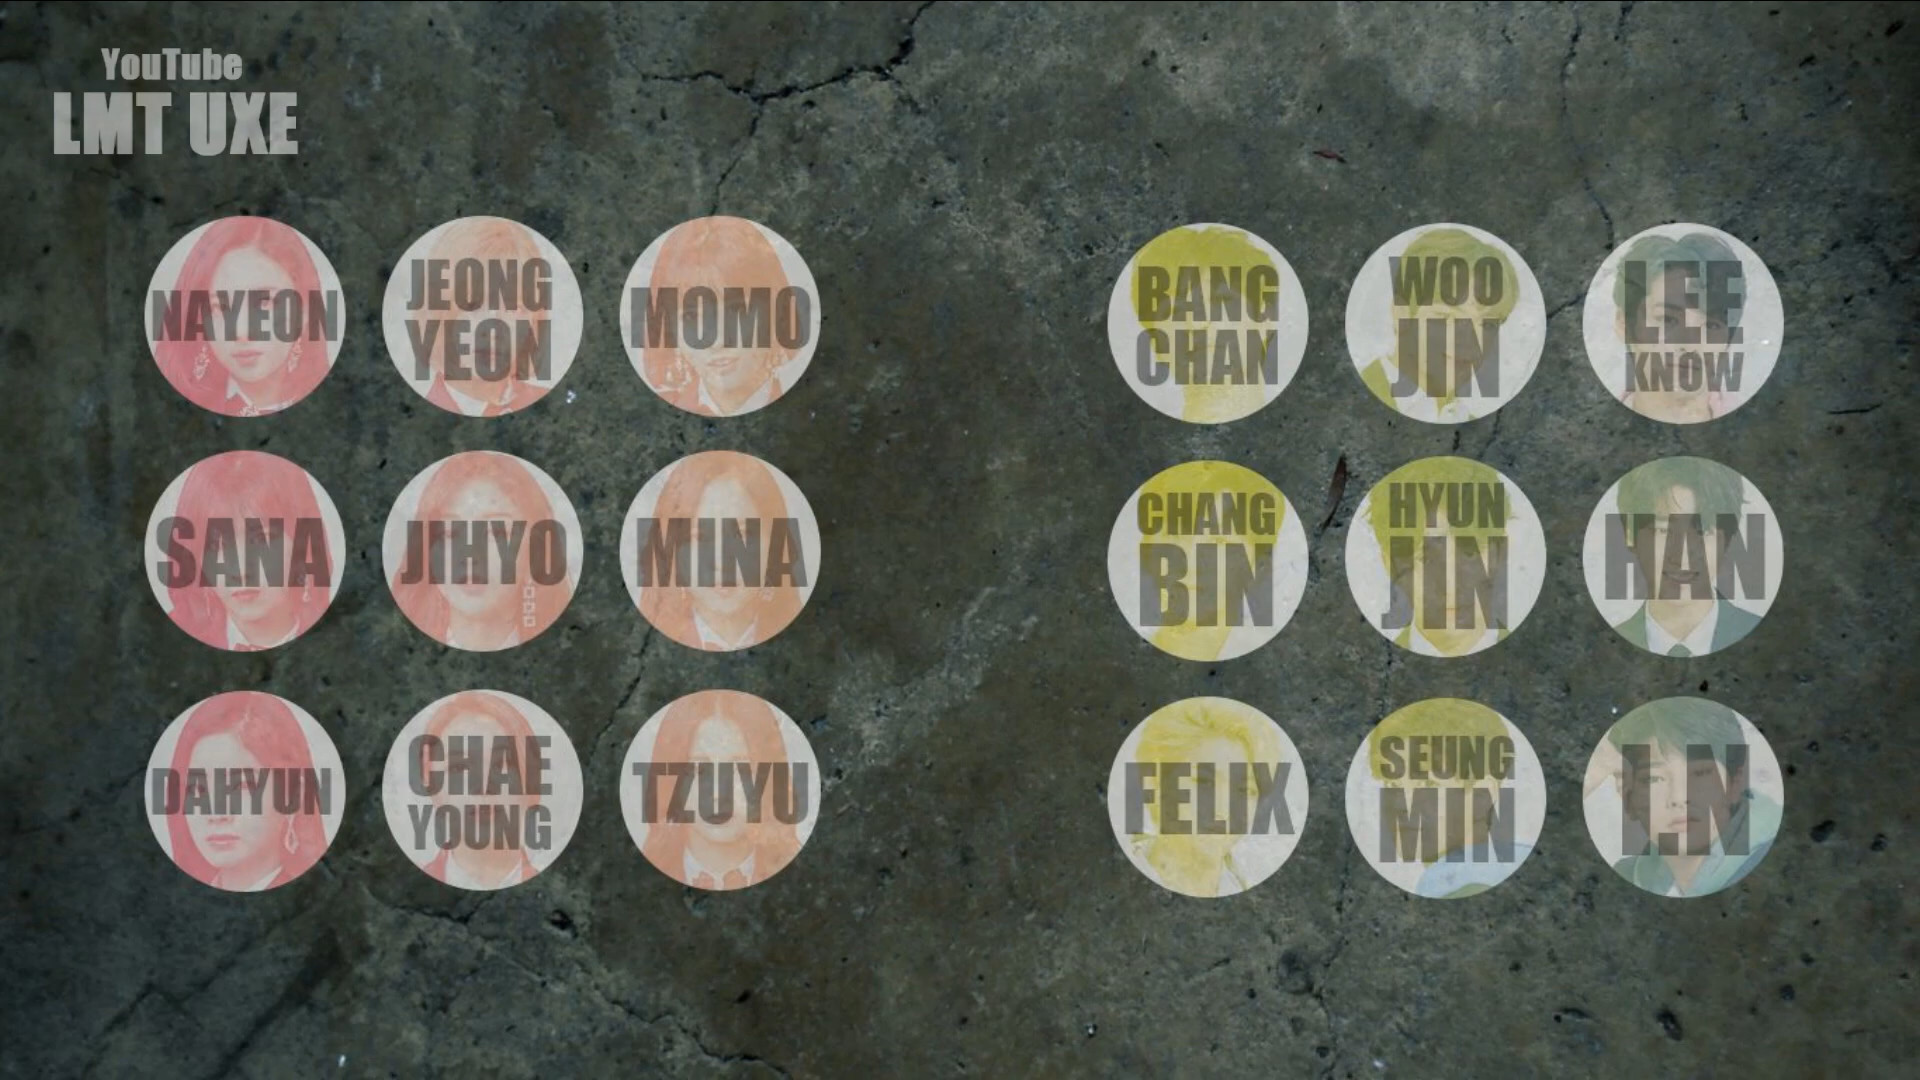 YouTube
LMT UXE
NAYEON
JEONG
YEON
MOMO
SANA
JIHYO
MINA
DAHYUN
CHAE
YOUNG
TZUYU
BANG
CHAN
WOO
JIN
LEE
KNOW
CHANG
BIN
HYUN
JIN
HAN
FELIX
SEUNG
MIN
I.N